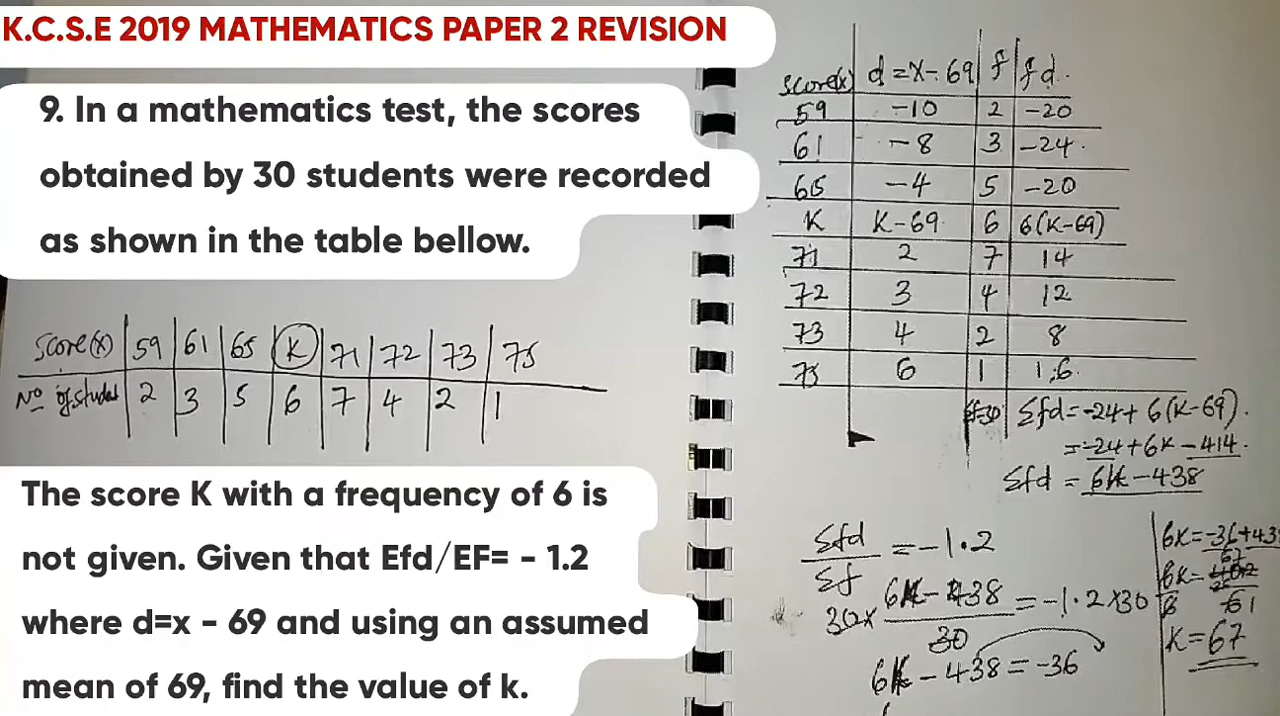 K.C.S.E 2019 MATHEMATICS PAPER 2 REVISION
9. In a mathematics test, the scores
obtained by 30 students were recorded
as shown in the table bellow.
Score(x) 59 61 65 K 71 72 73 75
No of student 2 3 5 6 7 4 2 1
The score K with a frequency of 6 is
not given. Given that Efd/EF= - 1.2
where d=x - 69 and using an assumed
mean of 69, find the value of k.
Score(x) d=x-69 f fd.
59 -10 2 -20
61 -8 3 -24.
65 -4 5 -20
K K-69. 6 6(K-69)
71 2 7 14
72 3 4 12
73 4 2 8
75 6 1 1,6.
Σfd=-24+6(K-69).
=-24+6K-414.
Σfd = 6K-438
Σfd/Σf = -1.2
30x 6K-438/30 = -1.2x30
6K-438=-36
6K=-36+43
K=67